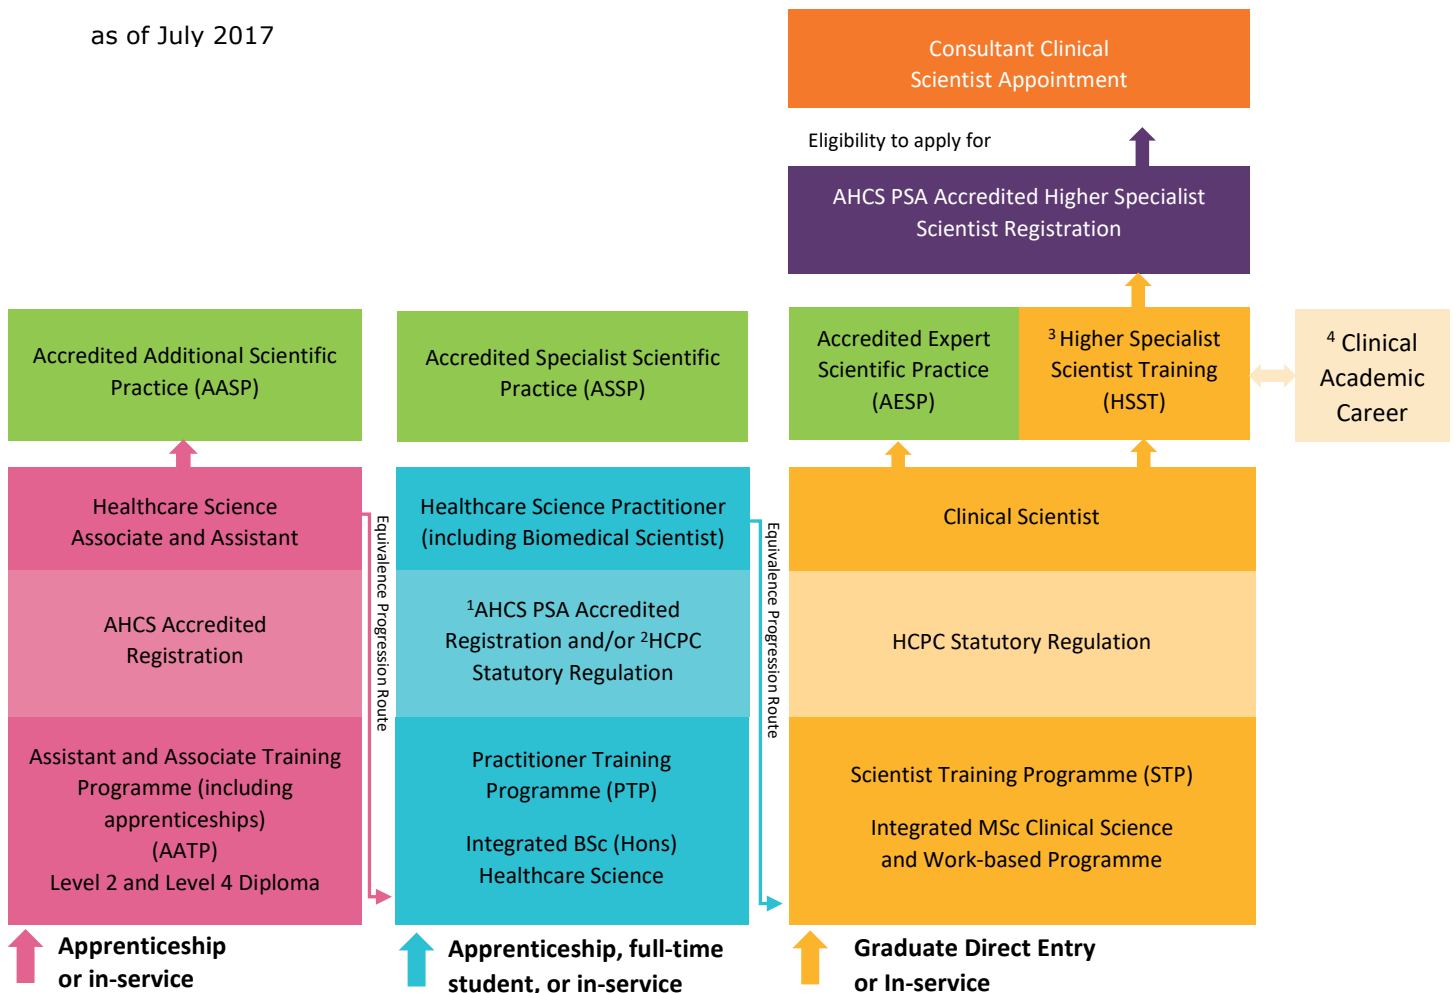 as of July 2017
Consultant Clinical
Scientist Appointment
Eligibility to apply for
AHCS PSA Accredited Higher Specialist
Scientist Registration
Accredited Additional Scientific
Practice (AASP)
Accredited Specialist Scientific
Practice (ASSP)
Accredited Expert
Scientific Practice
(AESP)
³ Higher Specialist
Scientist Training
(HSST)
⁴ Clinical
Academic
Career
Healthcare Science
Associate and Assistant
AHCS Accredited
Registration
Assistant and Associate Training
Programme (including
apprenticeships)
(AATP)
Level 2 and Level 4 Diploma
Equivalence Progression Route
Healthcare Science Practitioner
(including Biomedical Scientist)
¹AHCS PSA Accredited
Registration and/or ²HCPC
Statutory Regulation
Practitioner Training
Programme (PTP)
Integrated BSc (Hons)
Healthcare Science
Equivalence Progression Route
Clinical Scientist
HCPC Statutory Regulation
Scientist Training Programme (STP)
Integrated MSc Clinical Science
and Work-based Programme
Apprenticeship
or in-service
Apprenticeship, full-time
student, or in-service
Graduate Direct Entry
or In-service